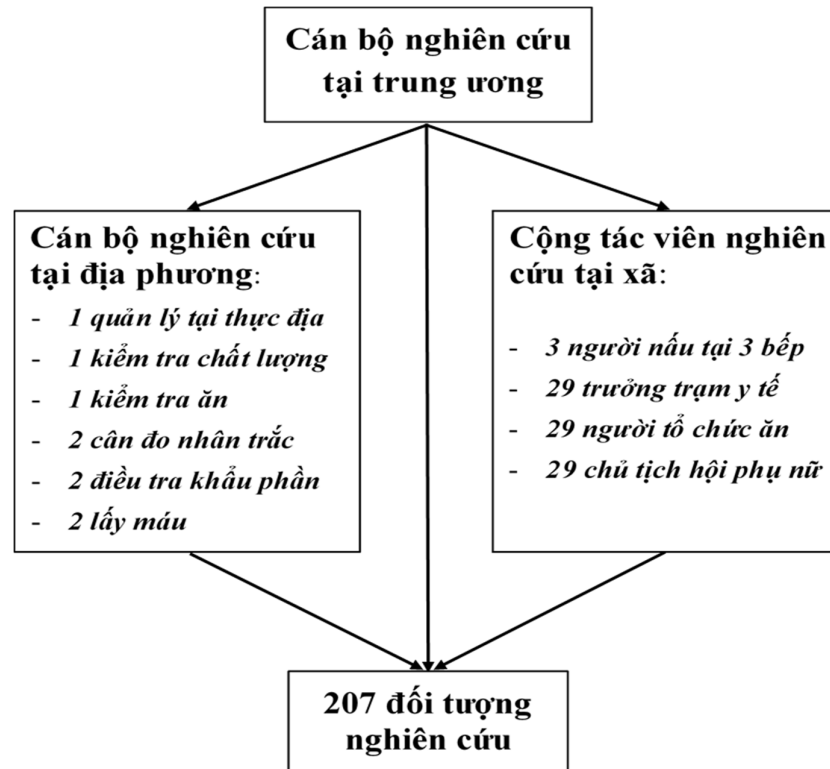 Cán bộ nghiên cứu
tại trung ương
Cán bộ nghiên cứu
tại địa phương:
- 1 quản lý tại thực địa
- 1 kiểm tra chất lượng
- 1 kiểm tra ăn
- 2 cân đo nhân trắc
- 2 điều tra khẩu phần
- 2 lấy máu
Cộng tác viên nghiên
cứu tại xã:
- 3 người nấu tại 3 bếp
- 29 trưởng trạm y tế
- 29 người tổ chức ăn
- 29 chủ tịch hội phụ nữ
207 đối tượng
nghiên cứu